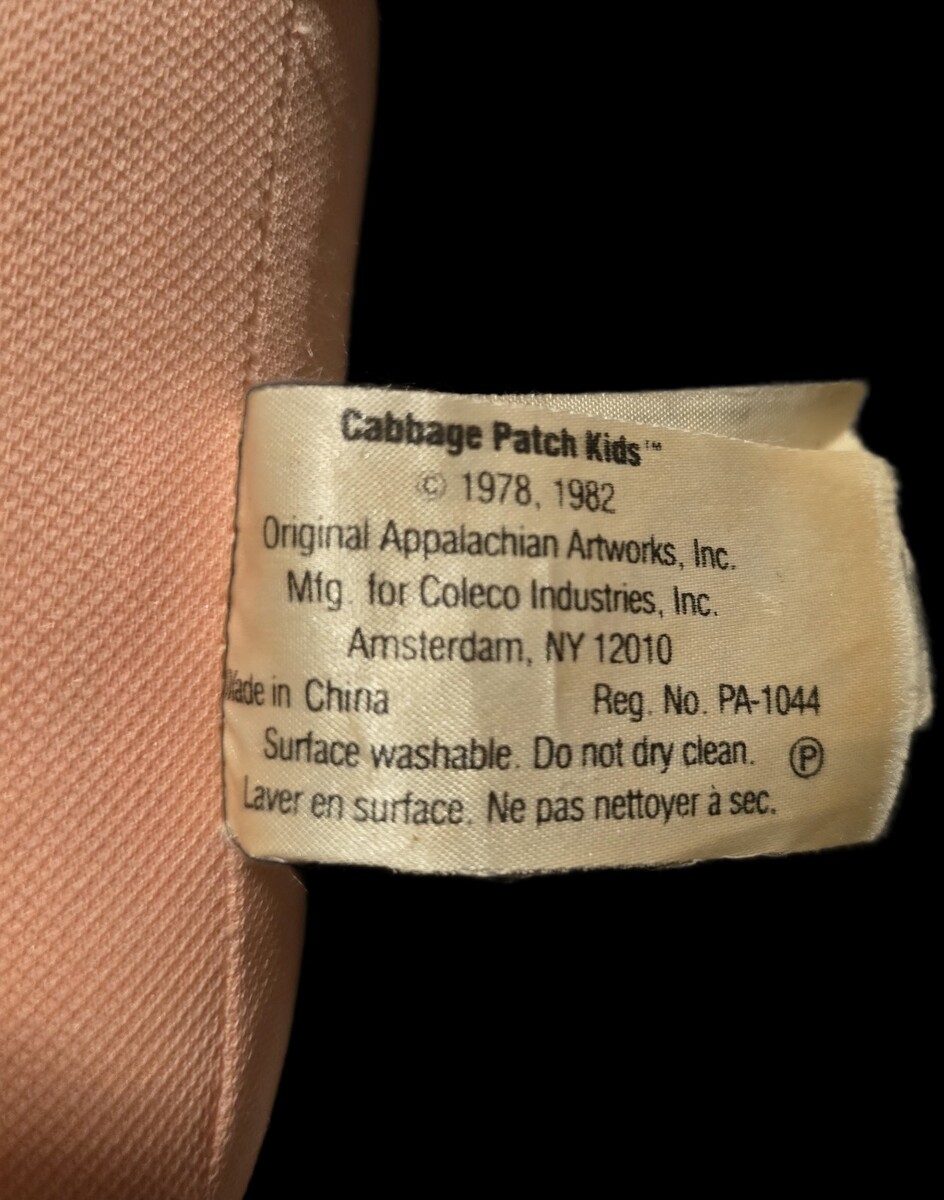 Cabbage Patch Kids™
© 1978, 1982
Original Appalachian Artworks, Inc.
Mfg. for Coleco Industries, Inc.
Amsterdam, NY 12010
Made in China Reg. No. PA-1044
Surface washable. Do not dry clean. Ⓟ
Laver en surface. Ne pas nettoyer à sec.